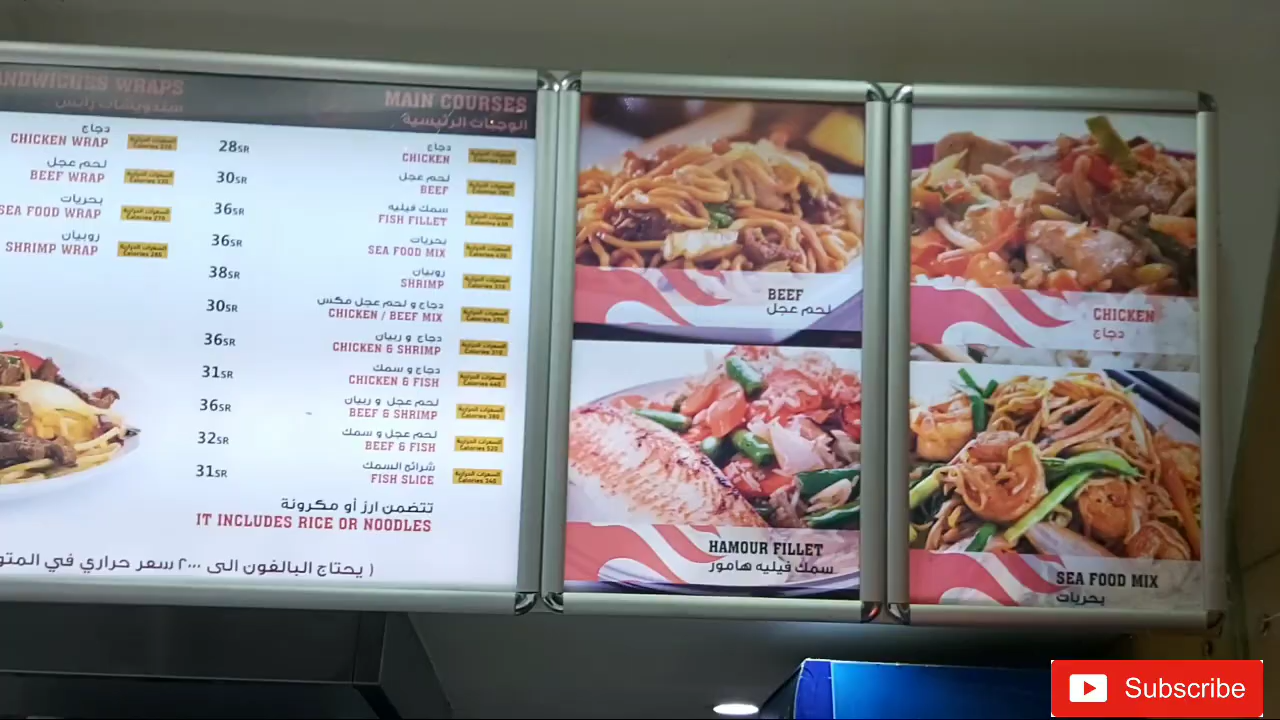 SANDWICHES WRAPS
سندويشات رابس
دجاج
CHICKEN WRAP
لحم عجل
BEEF WRAP
بحريات
SEA FOOD WRAP
روبيان
SHRIMP WRAP
MAIN COURSES
الوجبات الرئيسية
دجاج
28SR CHICKEN
لحم عجل
30SR BEEF
سمك فيليه
36SR FISH FILLET
بحريات
36SR SEA FOOD MIX
روبيان
38SR SHRIMP
دجاج و لحم عجل مكس
30SR CHICKEN / BEEF MIX
دجاج و ربيان
36SR CHICKEN & SHRIMP
دجاج و سمك
31SR CHICKEN & FISH
لحم عجل و ربيان
36SR BEEF & SHRIMP
لحم عجل و سمك
32SR BEEF & FISH
شرائح السمك
31SR FISH SLICE
تتضمن ارز أو مكرونة
IT INCLUDES RICE OR NOODLES
( يحتاج البالغون الى ٢٠٠٠ سعر حراري في
BEEF
لحم عجل
HAMOUR FILLET
سمك فيليه هامور
CHICKEN
دجاج
SEA FOOD MIX
بحريات
Subscribe